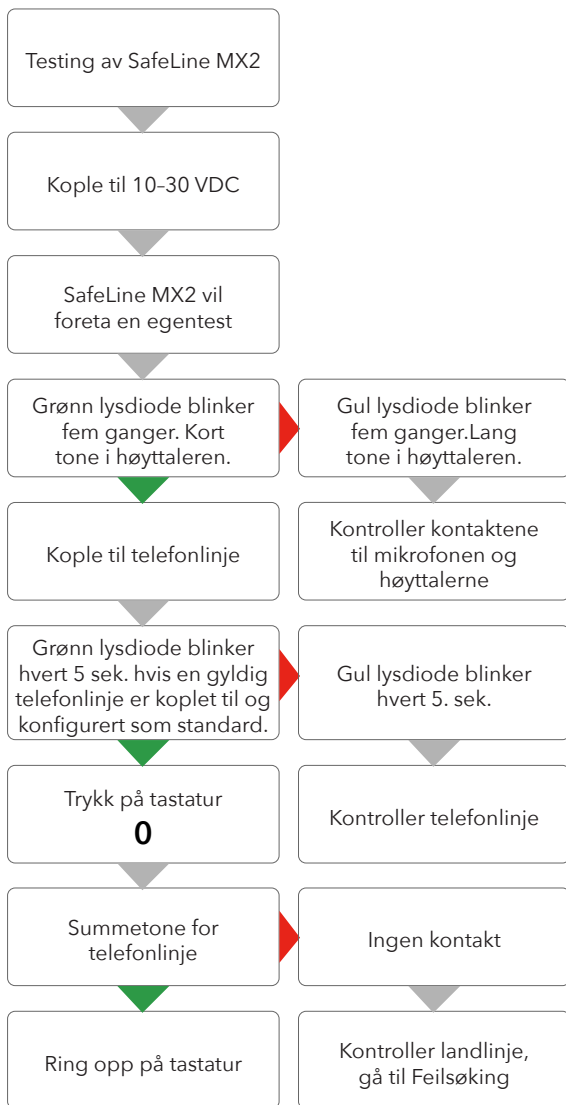 Testing av SafeLine MX2
Kople til 10–30 VDC
SafeLine MX2 vil
foreta en egentest
Grønn lysdiode blinker
fem ganger. Kort
tone i høyttaleren.
Gul lysdiode blinker
fem ganger.Lang
tone i høyttaleren.
Kople til telefonlinje
Kontroller kontaktene
til mikrofonen og
høyttalerne
Grønn lysdiode blinker
hvert 5 sek. hvis en gyldig
telefonlinje er koplet til og
konfigurert som standard.
Gul lysdiode blinker
hvert 5. sek.
Trykk på tastatur
0
Kontroller telefonlinje
Summetone for
telefonlinje
Ingen kontakt
Ring opp på tastatur
Kontroller landlinje,
gå til Feilsøking